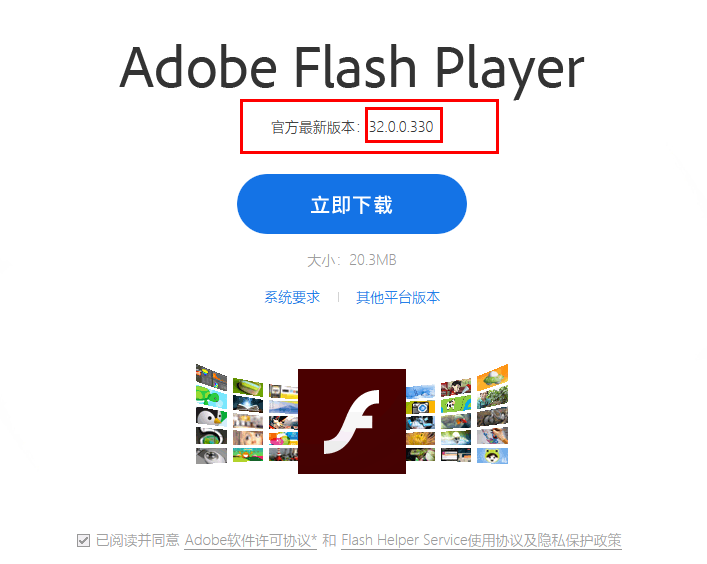 Adobe Flash Player
官方最新版本：32.0.0.330
立即下载
大小：20.3MB
系统要求 | 其他平台版本
已阅读并同意 Adobe软件许可协议* 和 Flash Helper Service使用协议及隐私保护政策